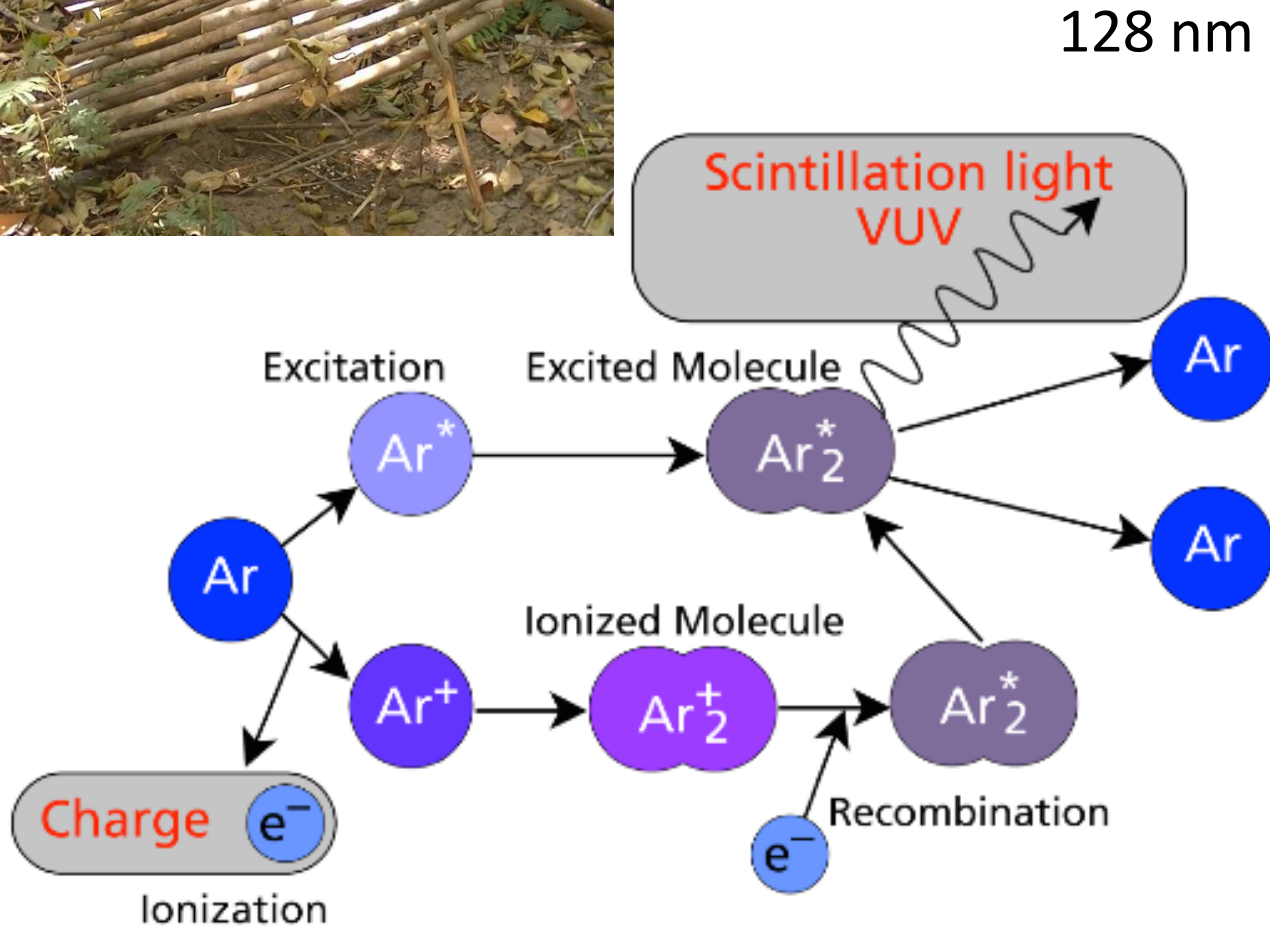 128 nm
Scintillation light
VUV
Excitation
Excited Molecule
Ar
Ar*
Ar*2
Ar
Ar
Ionized Molecule
Ar+
Ar+2
Ar*2
Charge
e−
e−
Recombination
Ionization